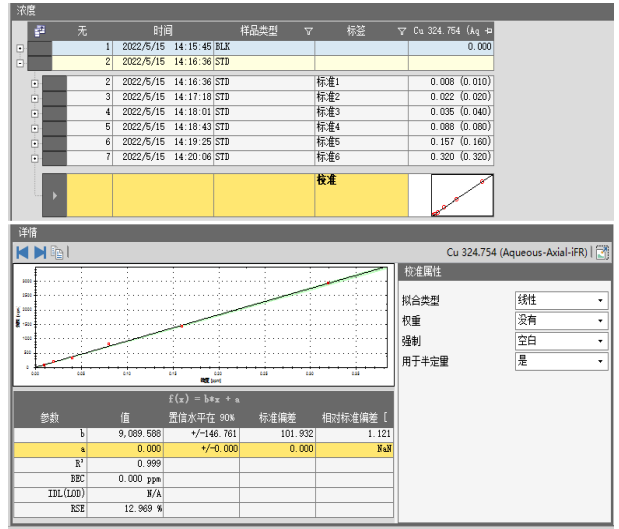 浓度
无 时间 样品类型 标签 Cu 324.754 (Aq
1 2022/5/15 14:15:45 BLK 0.000
2 2022/5/15 14:16:36 STD
2 2022/5/15 14:16:36 STD 标准1 0.008 (0.010)
3 2022/5/15 14:17:18 STD 标准2 0.022 (0.020)
4 2022/5/15 14:18:01 STD 标准3 0.035 (0.040)
5 2022/5/15 14:18:43 STD 标准4 0.088 (0.080)
6 2022/5/15 14:19:25 STD 标准5 0.157 (0.160)
7 2022/5/15 14:20:06 STD 标准6 0.320 (0.320)
校准
详情
Cu 324.754 (Aqueous-Axial-iFR)
校准属性
拟合类型 线性
权重 没有
强制 空白
用于半定量 是
f(x) = b*x + a
参数 值 置信水平在 90% 标准偏差 相对标准偏差 [
b 9,089.588 +/-146.761 101.932 1.121
a 0.000 +/-0.000 0.000 NaN
R² 0.999
BEC 0.000 ppm
IDL(LOD) N/A
RSE 12.969 %